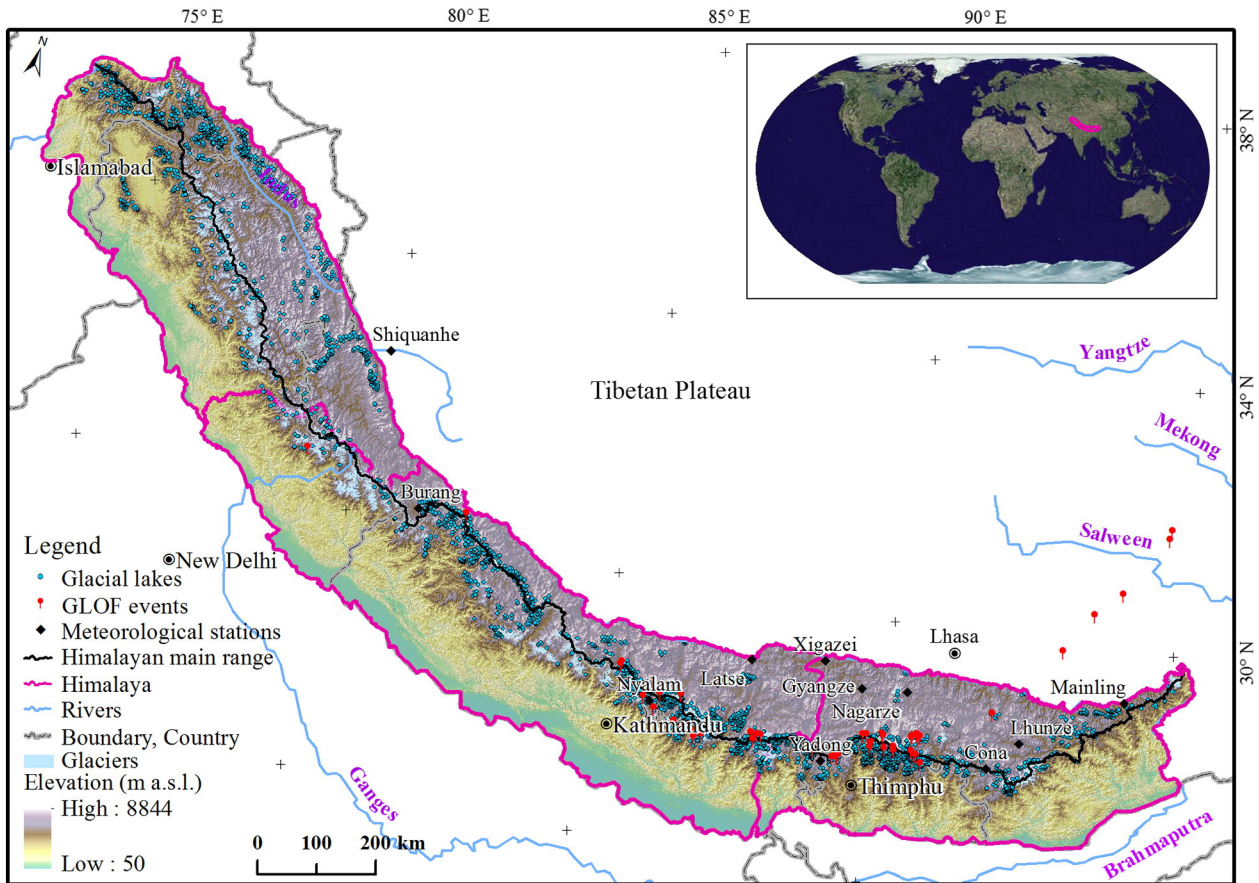 75° E
80° E
85° E
90° E
N
38° N
Islamabad
Indus
Shiquanhe
Tibetan Plateau
Yangtze
34° N
Mekong
Burang
Salween
Legend
New Delhi
Glacial lakes
GLOF events
Meteorological stations
Himalayan main range
Himalaya
Rivers
Boundary, Country
Glaciers
Elevation (m a.s.l.)
High : 8844
Low : 50
Xigazei
Lhasa
30° N
Nyalam
Latse
Gyangze
Mainling
Nagarze
Kathmandu
Lhunze
Yadong
Cona
Thimphu
Ganges
0 100 200 km
Brahmaputra